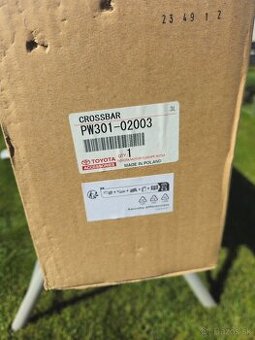 23 49 1 2
CROSSBAR
PW301-02003
TOYOTA
ACCESSORIES
QTY
1
MADE IN POLAND
bazos.sk